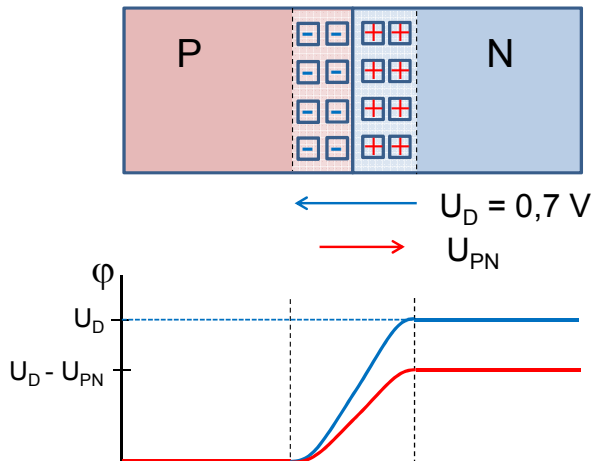 P N
U_D = 0,7 V
U_PN
φ
U_D
U_D - U_PN